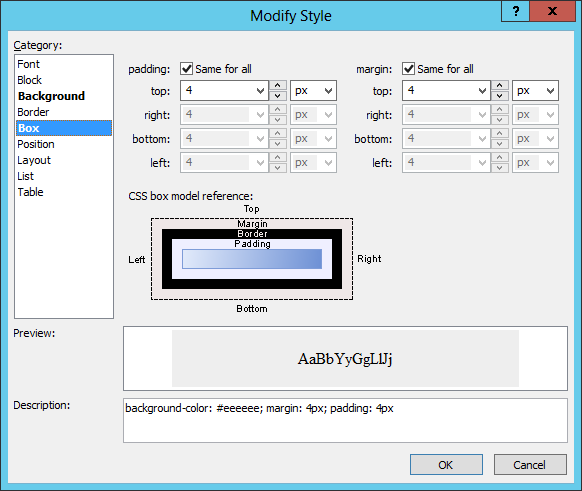 Modify Style
? x
Category:
Font
Block
Background
Border
Box
Position
Layout
List
Table
padding: Same for all
top: 4 px
right: 4 px
bottom: 4 px
left: 4 px
margin: Same for all
top: 4 px
right: 4 px
bottom: 4 px
left: 4 px
CSS box model reference:
Top
Margin
Border
Padding
Left
Right
Bottom
Preview:
AaBbYyGgLlJj
Description:
background-color: #eeeeee; margin: 4px; padding: 4px
OK
Cancel